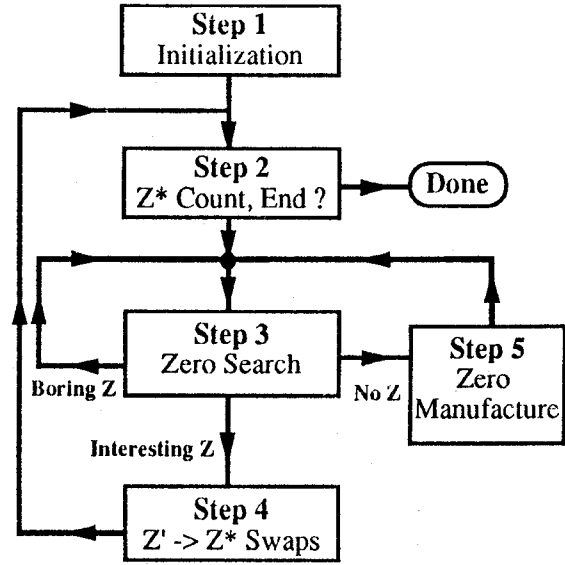 Step 1
Initialization
Step 2
Z* Count, End ?
Done
Step 3
Zero Search
Boring Z
No Z
Step 5
Zero
Manufacture
Interesting Z
Step 4
Z' -> Z* Swaps